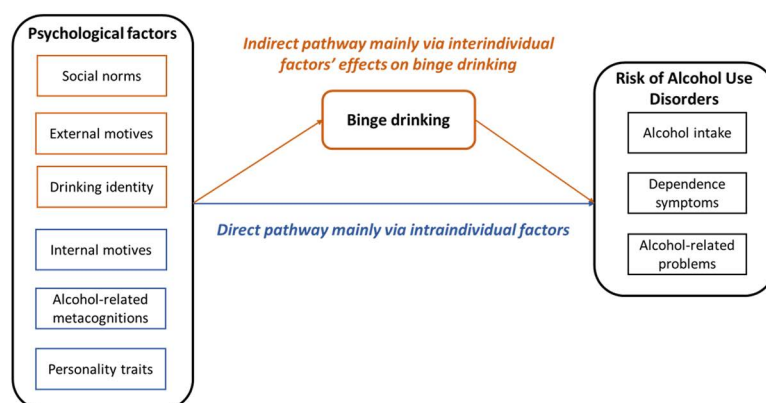 Psychological factors
Social norms
External motives
Drinking identity
Internal motives
Alcohol-related
metacognitions
Personality traits
Indirect pathway mainly via interindividual
factors’ effects on binge drinking
Binge drinking
Direct pathway mainly via intraindividual factors
Risk of Alcohol Use
Disorders
Alcohol intake
Dependence
symptoms
Alcohol-related
problems